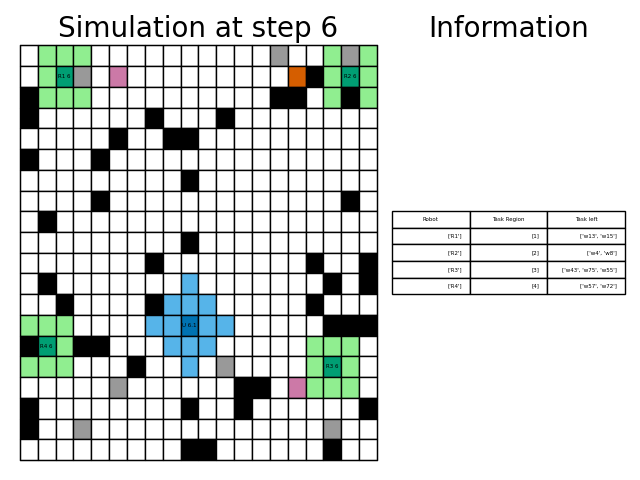 Simulation at step 6
Information
R1 6
R2 6
Robot Task Region Task left
['R1'] [1] ['w13', 'w15']
['R2'] [2] ['w4', 'w8']
['R3'] [3] ['w43', 'w75', 'w55']
['R4'] [4] ['w57', 'w72']
U 6.1
R4 6
R3 6